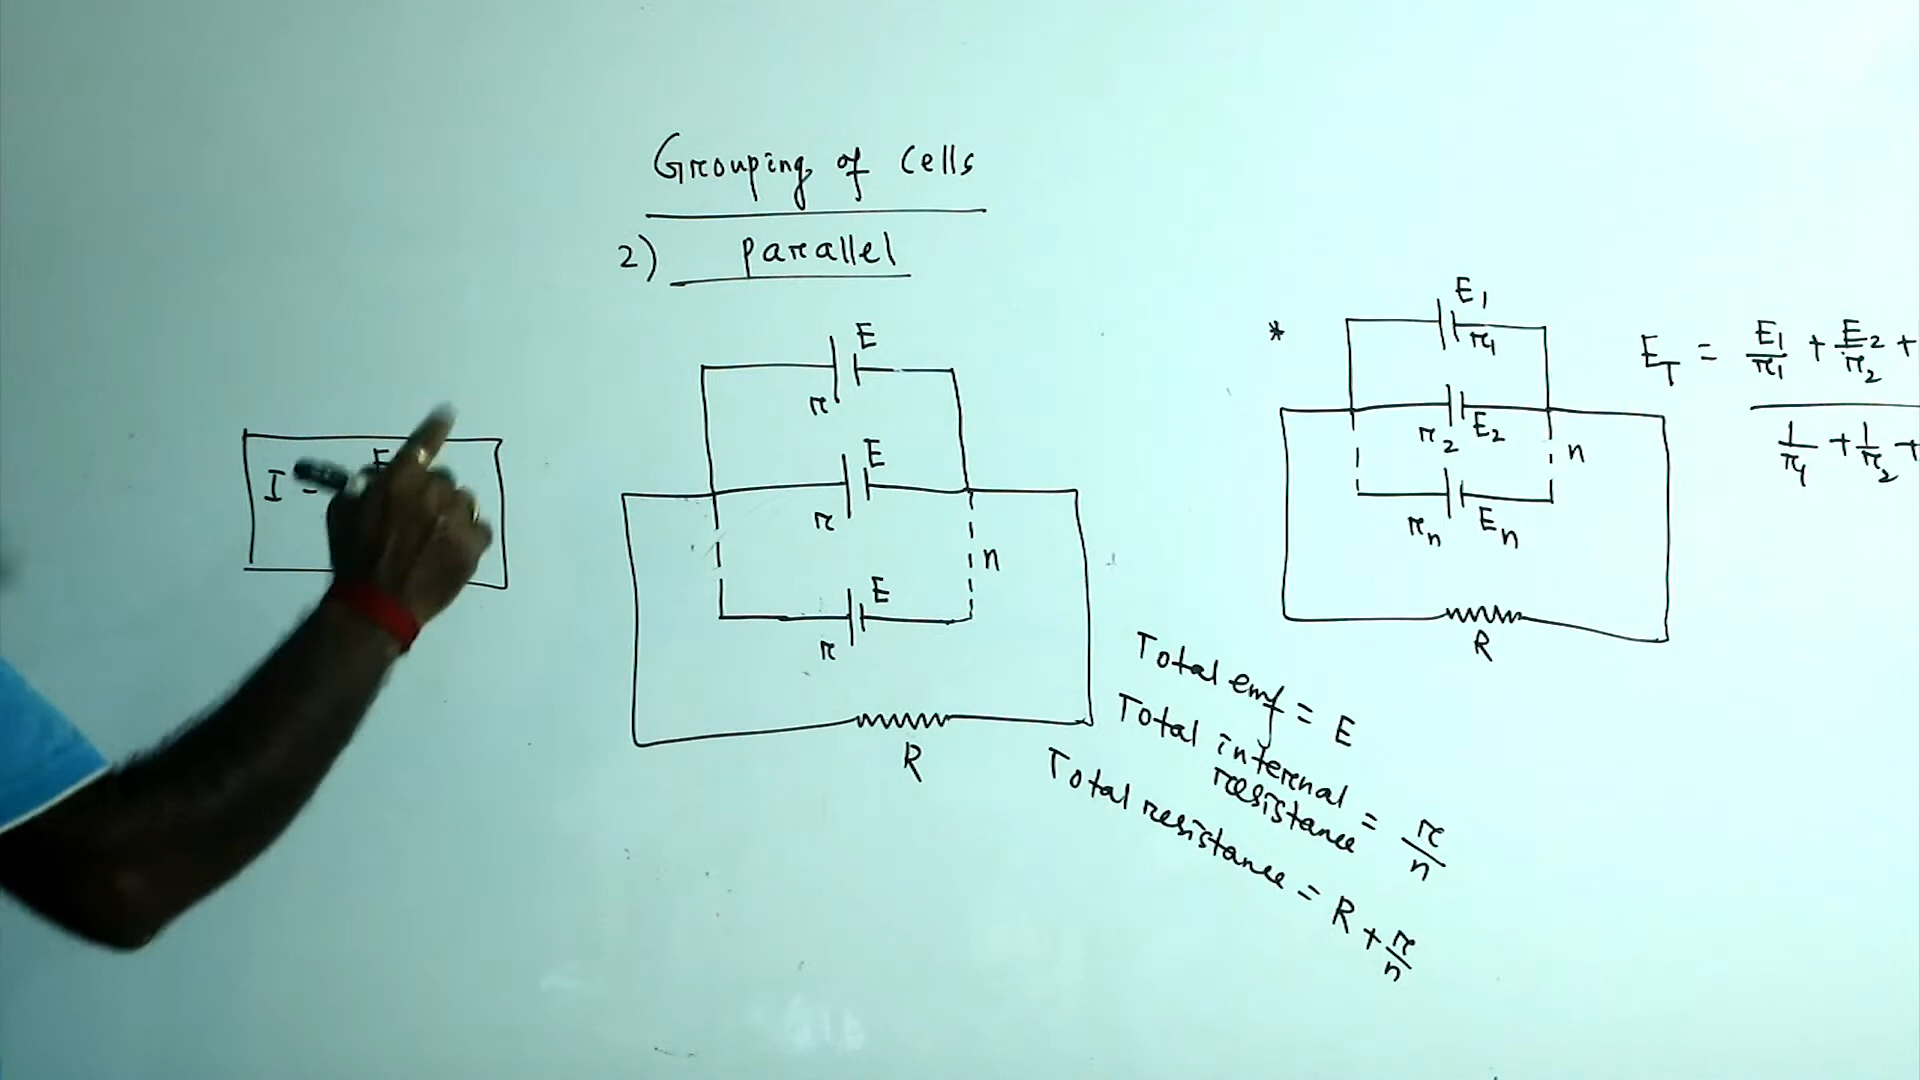 Grouping of Cells
2) Parallel
E
r
E
r
n
E
r
R
I = E
*
E1
r1
r2 E2
n
rn En
R
ET = E1/r1 + E2/r2 +
1/r1 + 1/r2 +
Total emf = E
Total internal resistance = r/n
Total resistance = R + r/n